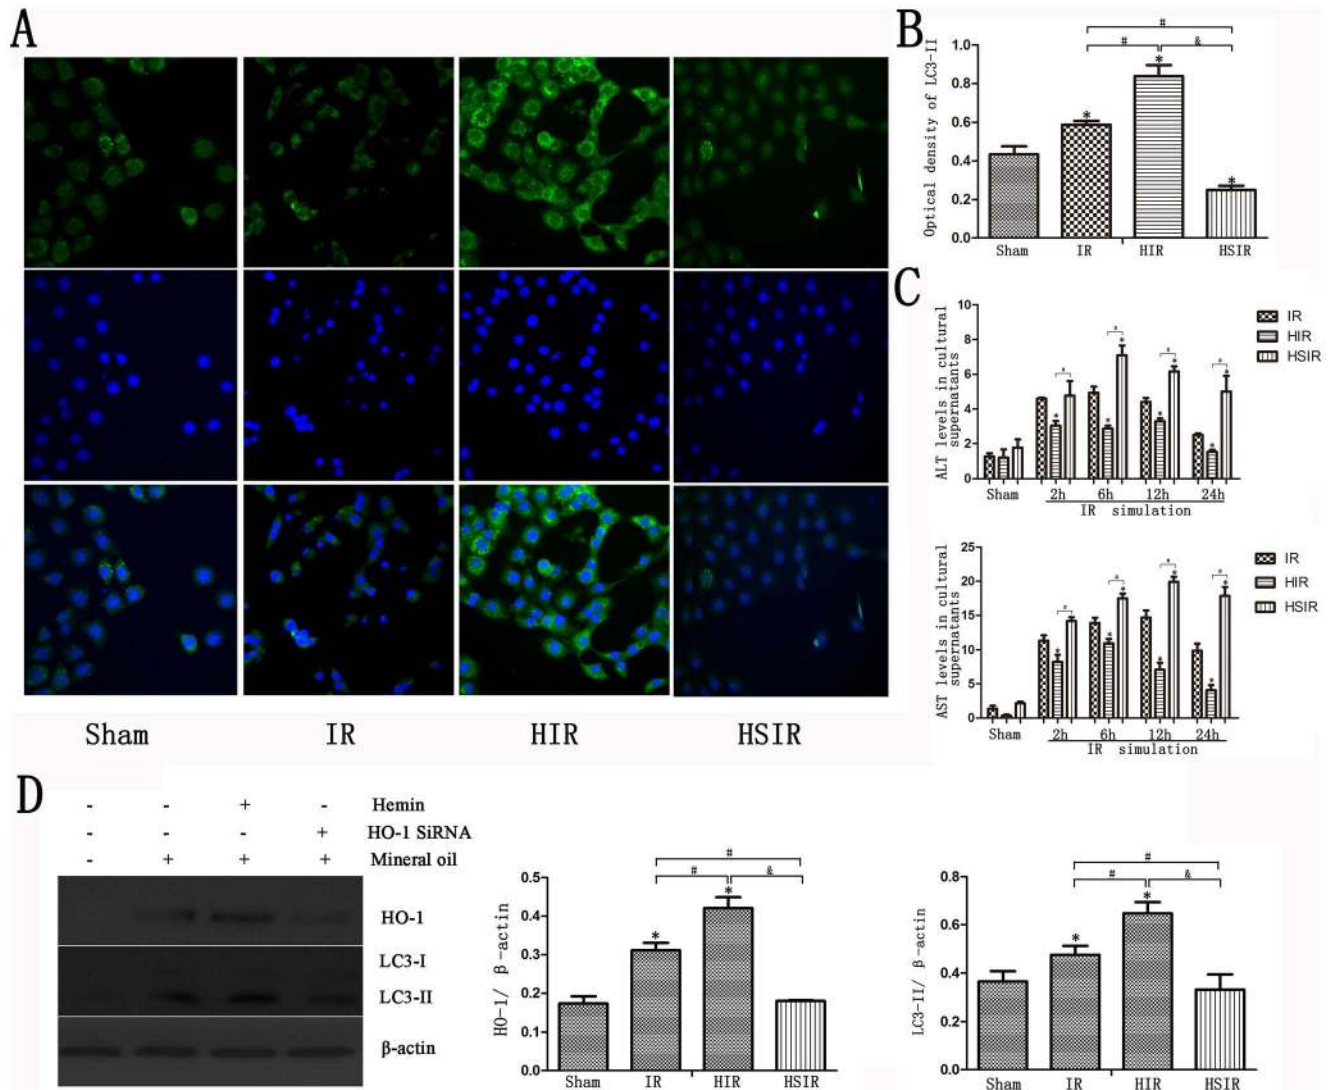 A
Sham IR HIR HSIR
B
# 
# &
* * *
Optical density of LC3-II
1.0
0.8
0.6
0.4
0.2
0.0
Sham IR HIR HSIR
C
ALT levels in cultural
supernatants
10
8
6
4
2
0
IR
HIR
HSIR
# # # #
* * * * * * *
Sham 2h 6h 12h 24h
IR simulation
AST levels in cultural
supernatants
25
20
15
10
5
0
IR
HIR
HSIR
# # # #
* * * * * * *
Sham 2h 6h 12h 24h
IR simulation
D
- - + - Hemin
- - - + HO-1 SiRNA
- + + + Mineral oil
HO-1
LC3-I
LC3-II
β-actin
#
# &
* *
HO-1/ β-actin
0.5
0.4
0.3
0.2
0.1
0.0
Sham IR HIR HSIR
#
# &
* *
LC3-II/ β-actin
0.8
0.6
0.4
0.2
0.0
Sham IR HIR HSIR